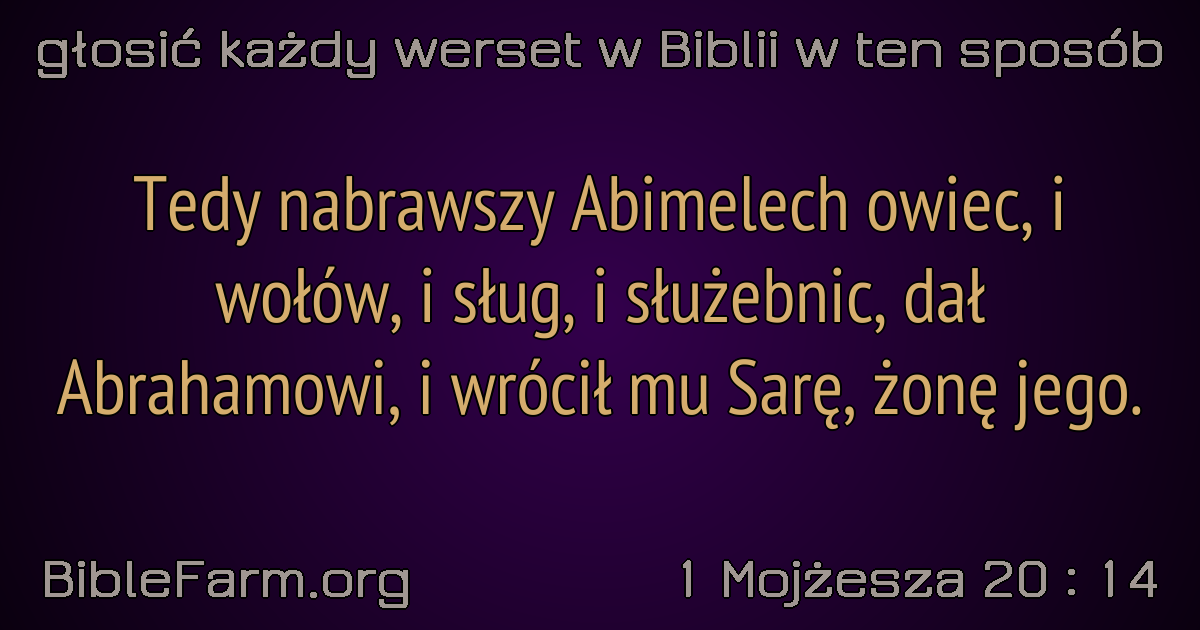 głosić każdy werset w Biblii w ten sposób
Tedy nabrawszy Abimelech owiec, i
wołów, i sług, i służebnic, dał
Abrahamowi, i wrócił mu Sarę, żonę jego.
BibleFarm.org
1 Mojżesza 20 : 14